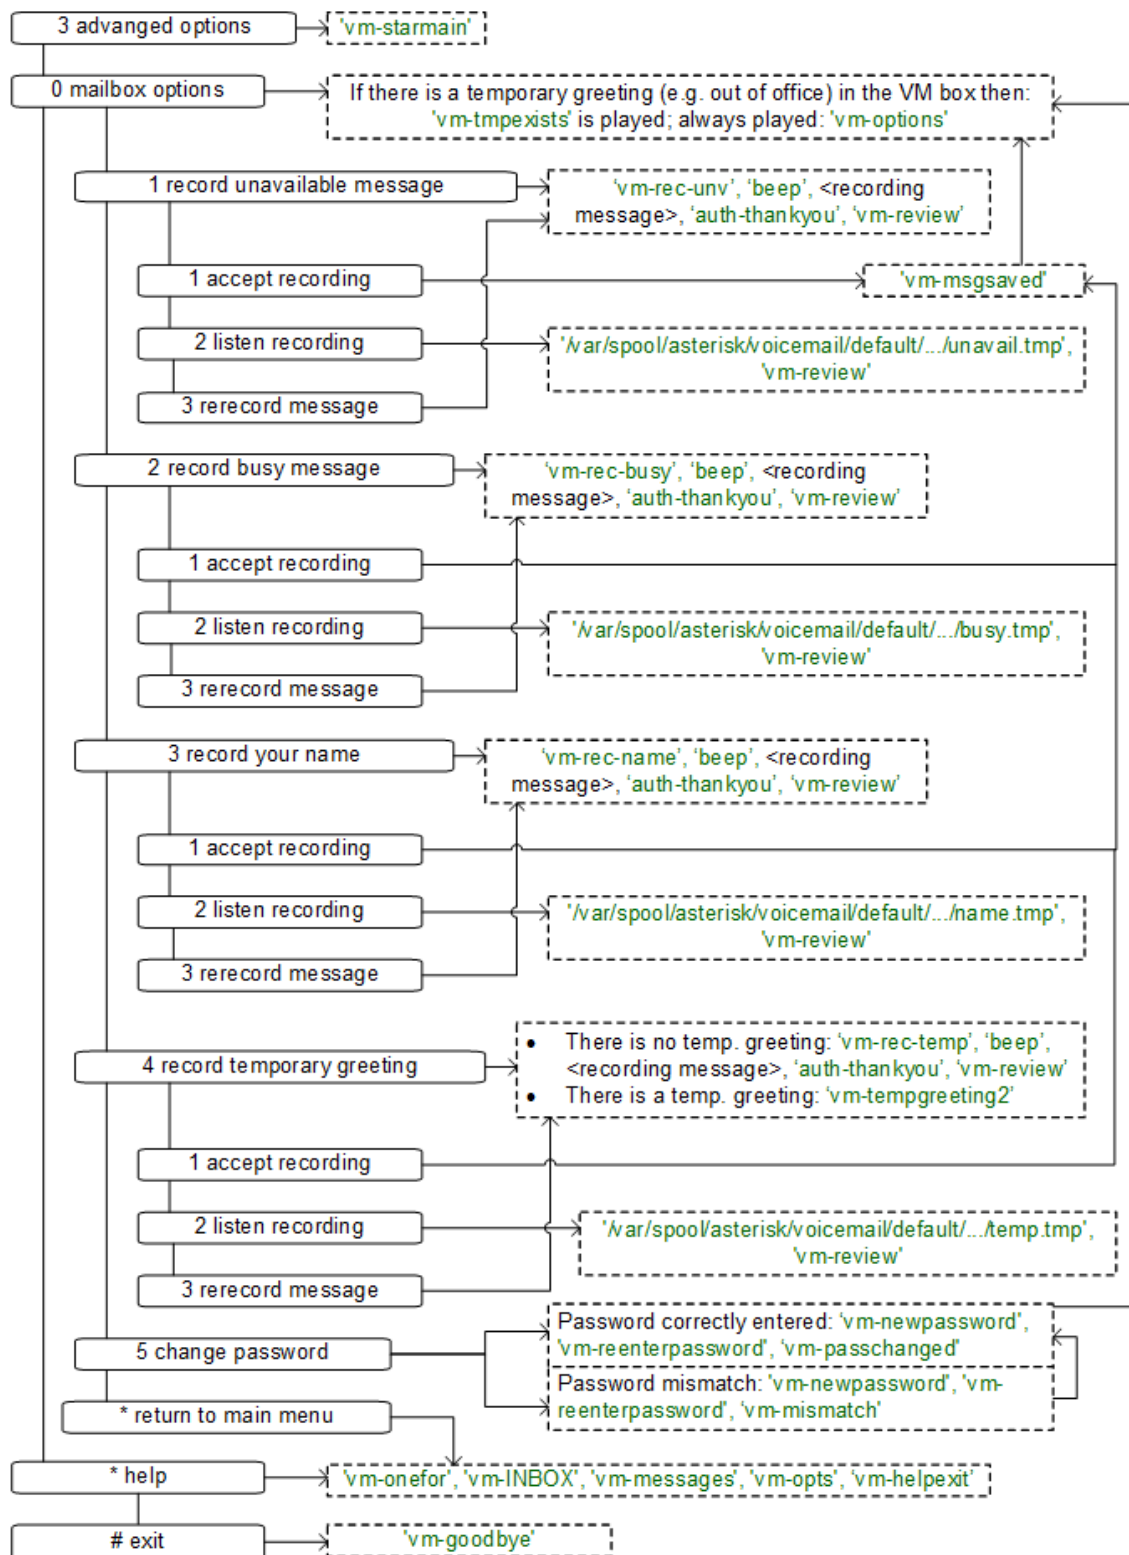 3 advanged options
'vm-starmain'
0 mailbox options
If there is a temporary greeting (e.g. out of office) in the VM box then:
'vm-tmpexists' is played; always played: 'vm-options'
1 record unavailable message
'vm-rec-unv', 'beep', <recording
message>, 'auth-thankyou', 'vm-review'
1 accept recording
'vm-msgsaved'
2 listen recording
'/var/spool/asterisk/voicemail/default/.../unavail.tmp',
'vm-review'
3 rerecord message
2 record busy message
'vm-rec-busy', 'beep', <recording
message>, 'auth-thankyou', 'vm-review'
1 accept recording
2 listen recording
'/var/spool/asterisk/voicemail/default/.../busy.tmp',
'vm-review'
3 rerecord message
3 record your name
'vm-rec-name', 'beep', <recording
message>, 'auth-thankyou', 'vm-review'
1 accept recording
2 listen recording
'/var/spool/asterisk/voicemail/default/.../name.tmp',
'vm-review'
3 rerecord message
4 record temporary greeting
• There is no temp. greeting: 'vm-rec-temp', 'beep',
<recording message>, 'auth-thankyou', 'vm-review'
• There is a temp. greeting: 'vm-tempgreeting2'
1 accept recording
2 listen recording
'/var/spool/asterisk/voicemail/default/.../temp.tmp',
'vm-review'
3 rerecord message
5 change password
Password correctly entered: 'vm-newpassword',
'vm-reenterpassword', 'vm-passchanged'
Password mismatch: 'vm-newpassword', 'vm-
reenterpassword', 'vm-mismatch'
* return to main menu
* help
'vm-onefor', 'vm-INBOX', 'vm-messages', 'vm-opts', 'vm-helpexit'
# exit
'vm-goodbye'